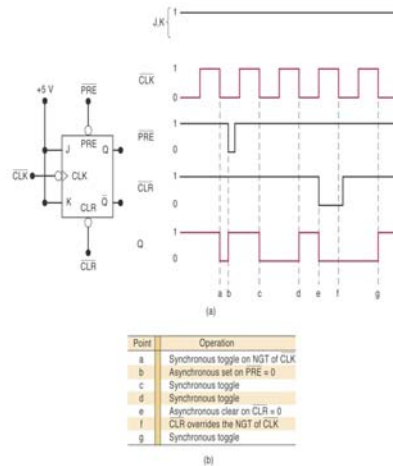 J,K
1
+5 V
PRE
CLK
1
0
PRE
J
Q
PRE
1
0
CLK
CLK
CLR
1
0
K
Q
CLR
CLR
Q
1
0
a
b
c
d
e
f
g
(a)
Point Operation
a Synchronous toggle on NGT of CLK
b Asynchronous set on PRE = 0
c Synchronous toggle
d Synchronous toggle
e Asynchronous clear on CLR = 0
f CLR overrides the NGT of CLK
g Synchronous toggle
(b)